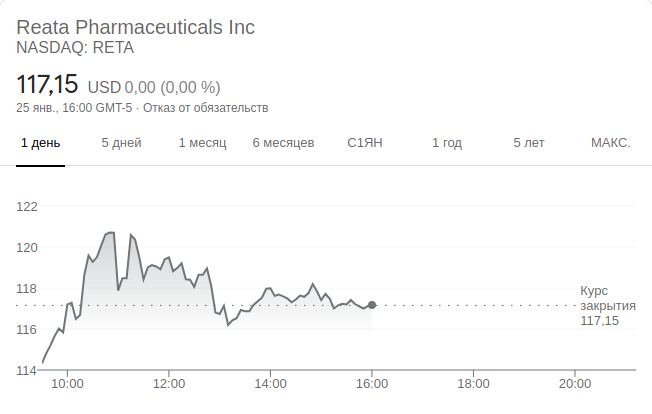 Reata Pharmaceuticals Inc
NASDAQ: RETA
117,15 USD 0,00 (0,00 %)
25 янв., 16:00 GMT-5 · Отказ от обязательств
1 день 5 дней 1 месяц 6 месяцев С1ЯН 1 год 5 лет МАКС.
122
120
118
116
114
Курс
закрытия
117,15
10:00 12:00 14:00 16:00 18:00 20:00